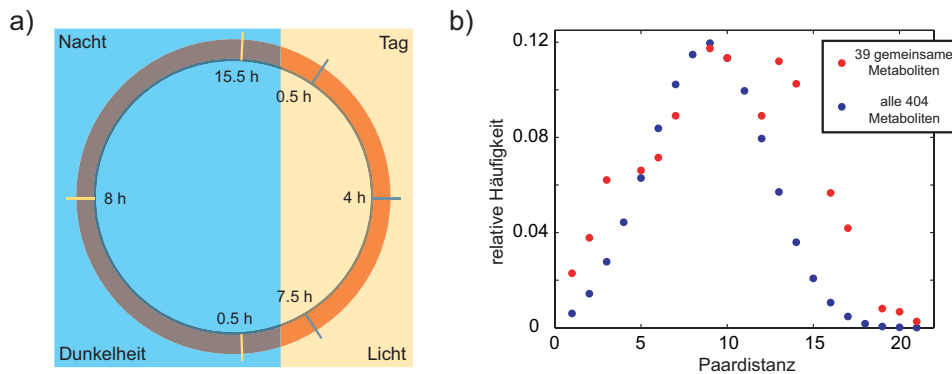 a)
Nacht
Tag
15.5 h
0.5 h
8 h
4 h
7.5 h
0.5 h
Dunkelheit
Licht
b)
relative Häufigkeit
0.12
0.08
0.04
0
0
5
10
15
20
Paardistanz
39 gemeinsame
Metaboliten
alle 404
Metaboliten